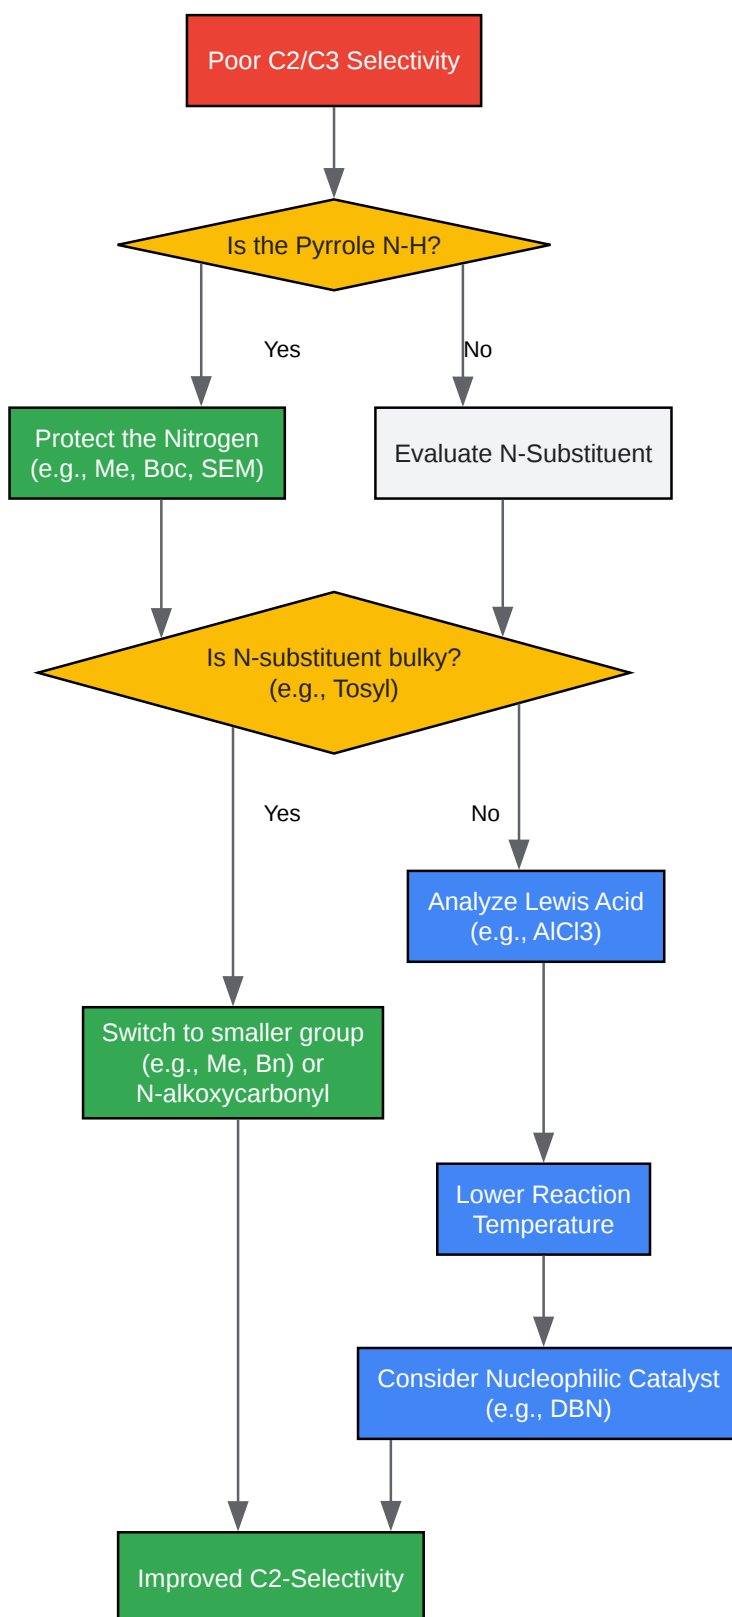 Poor C2/C3 Selectivity
Is the Pyrrole N-H?
Yes
No
Protect the Nitrogen
(e.g., Me, Boc, SEM)
Evaluate N-Substituent
Is N-substituent bulky?
(e.g., Tosyl)
Yes
No
Analyze Lewis Acid
(e.g., AlCl3)
Switch to smaller group
(e.g., Me, Bn) or
N-alkoxycarbonyl
Lower Reaction
Temperature
Consider Nucleophilic Catalyst
(e.g., DBN)
Improved C2-Selectivity